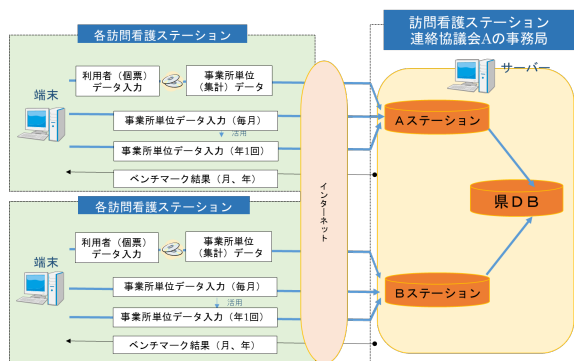 各訪問看護ステーション
訪問看護ステーション
連絡協議会Aの事務局
サーバー
端末
利用者（個票）
データ入力
事業所単位
（集計）データ
事業所単位データ入力（毎月）
活用
事業所単位データ入力（年1回）
ベンチマーク結果（月、年）
インターネット
Aステーション
県DB
各訪問看護ステーション
端末
利用者（個票）
データ入力
事業所単位
（集計）データ
事業所単位データ入力（毎月）
活用
事業所単位データ入力（年1回）
ベンチマーク結果（月、年）
Bステーション